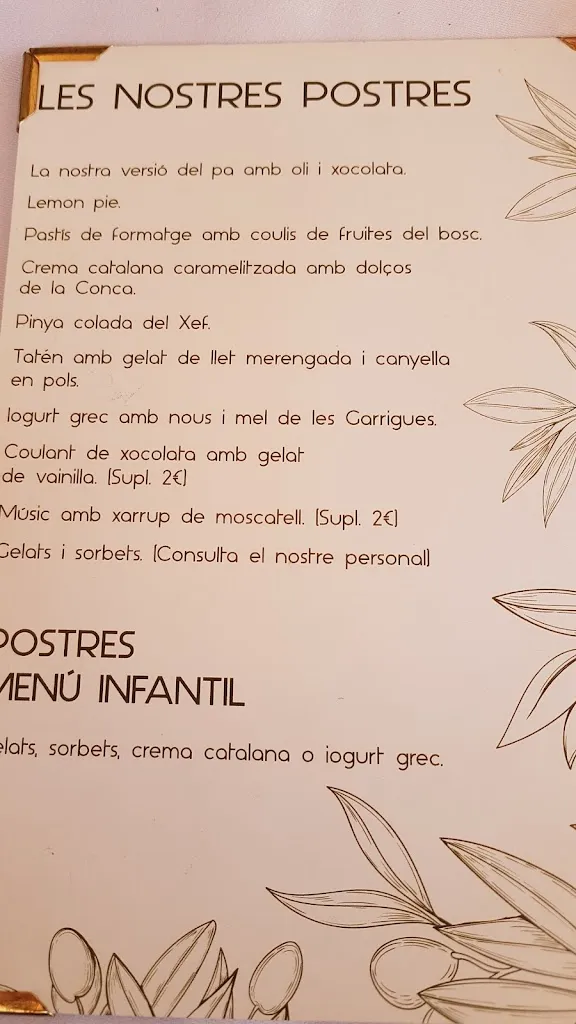 LES NOSTRES POSTRES
La nostra versió del pa amb oli i xocolata.
Lemon pie.
Pastís de formatge amb coulis de fruites del bosc.
Crema catalana caramelitzada amb dolços
de la Conca.
Pinya colada del Xef.
Tatén amb gelat de llet merengada i canyella
en pols.
Iogurt grec amb nous i mel de les Garrigues.
Coulant de xocolata amb gelat
de vainilla. (Supl. 2€)
Músic amb xarrup de moscatell. (Supl. 2€)
Gelats i sorbets. (Consulta el nostre personal)
POSTRES
MENÚ INFANTIL
elats, sorbets, crema catalana o iogurt grec.